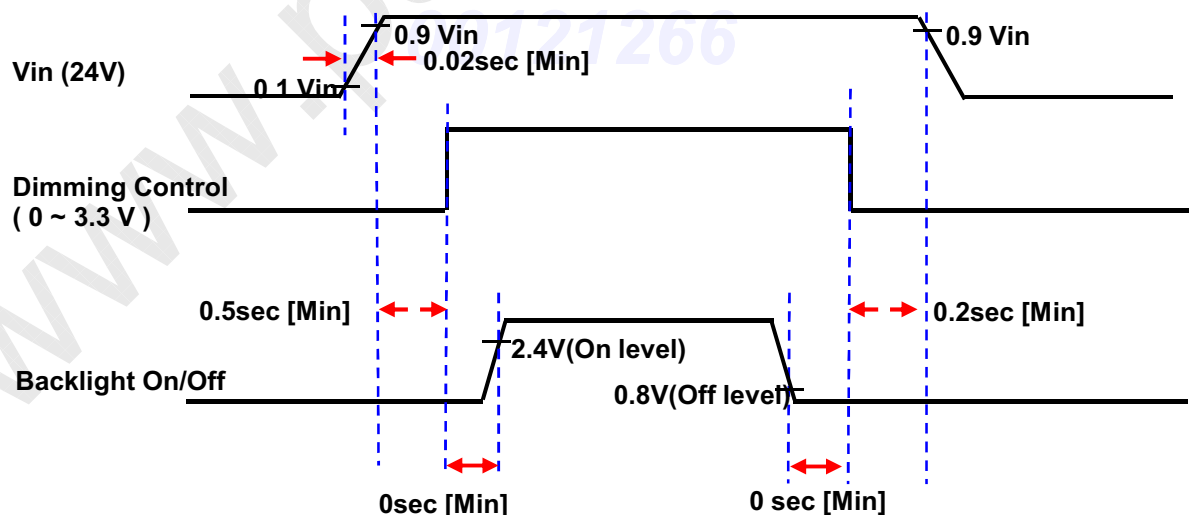 0.9 Vin
00121266
0.9 Vin
0.02sec [Min]
Vin (24V)
0 1 Vin
Dimming Control
( 0 ~ 3.3 V )
0.5sec [Min]
0.2sec [Min]
2.4V(On level)
Backlight On/Off
0.8V(Off level)
0sec [Min]
0 sec [Min]
www.p